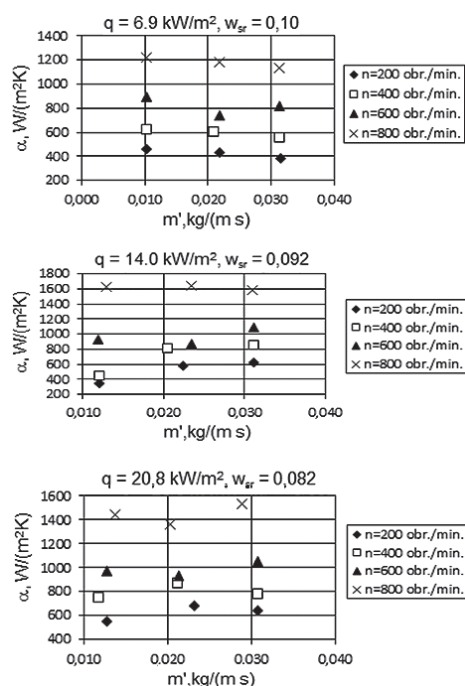 q = 6.9 kW/m², wsr = 0,10
α, W/(m²K)
1400
1200
1000
800
600
400
200
0,000 0,010 0,020 0,030 0,040
m',kg/(m s)
n=200 obr./min.
n=400 obr./min.
n=600 obr./min.
n=800 obr./min.
q = 14.0 kW/m², wsr = 0,092
α, W/(m²K)
1800
1600
1400
1200
1000
800
600
400
200
0,010 0,020 0,030 0,040
m',kg/(m s)
n=200 obr./min.
n=400 obr./min.
n=600 obr./min.
n=800 obr./min.
q = 20,8 kW/m², wsr = 0,082
α, W/(m²K)
1600
1400
1200
1000
800
600
400
0,010 0,020 0,030 0,040
m',kg/(m s)
n=200 obr./min.
n=400 obr./min.
n=600 obr./min.
n=800 obr./min.